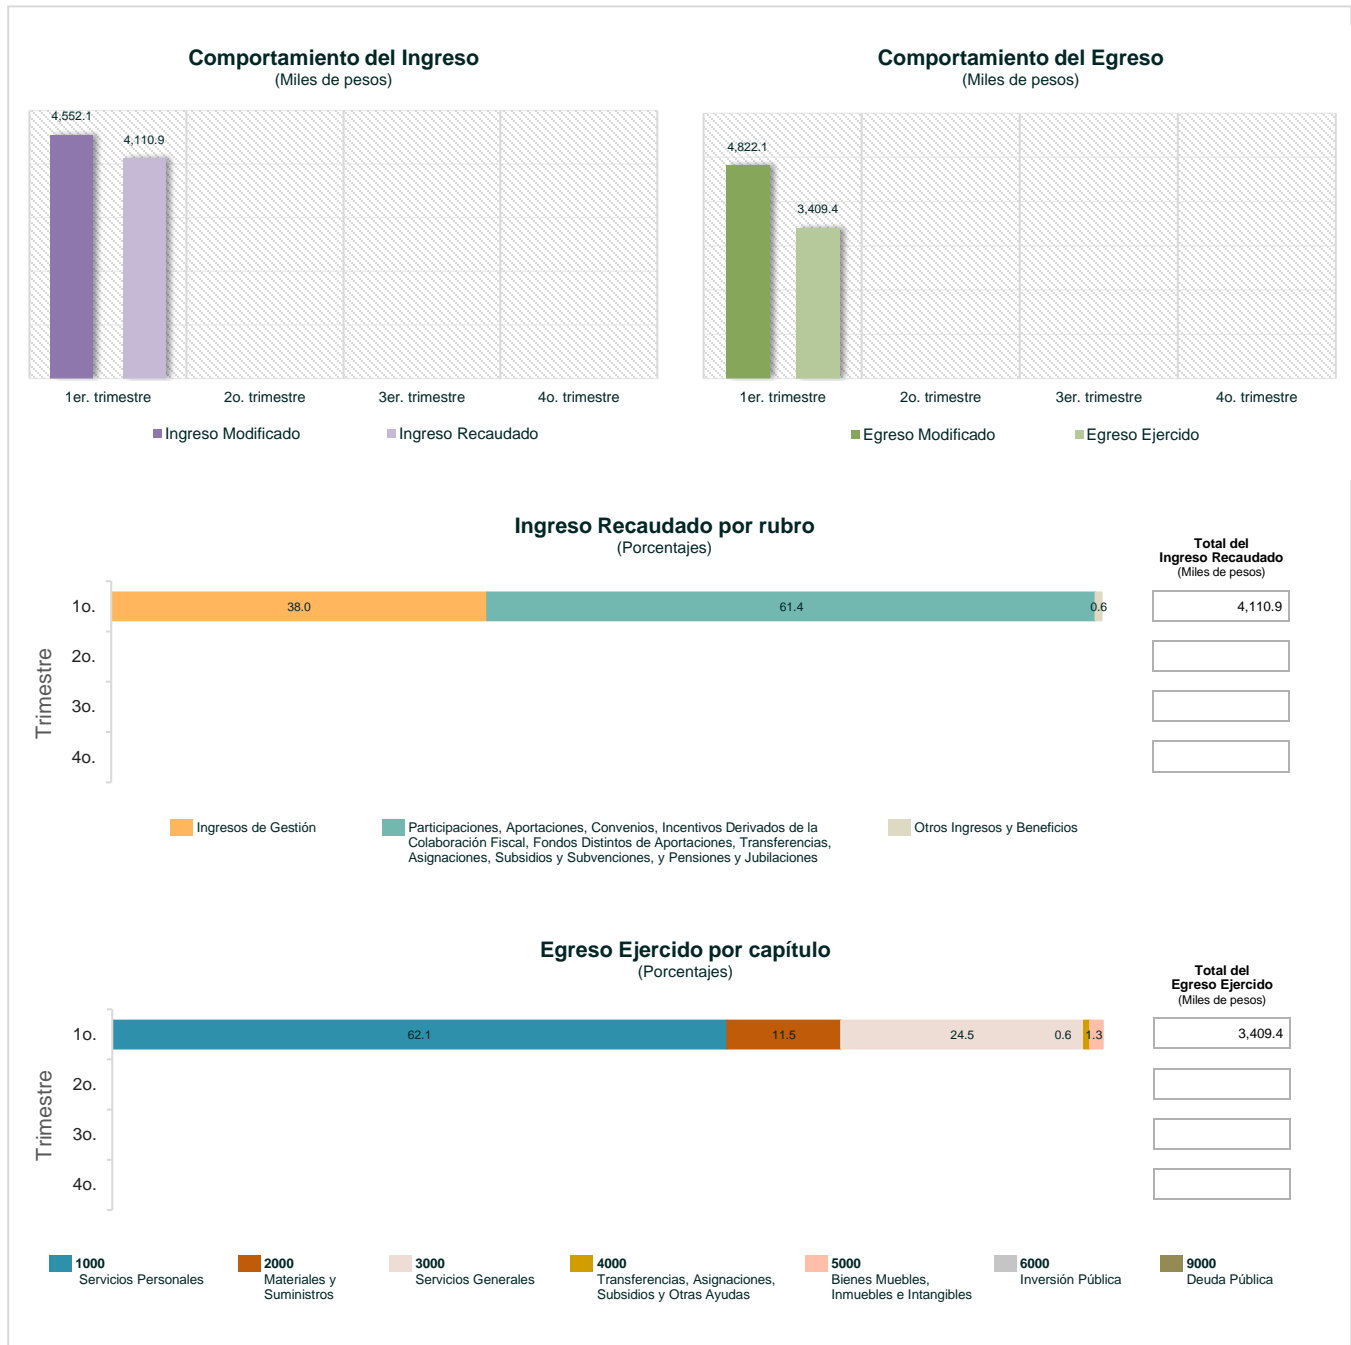 Comportamiento del Ingreso
(Miles de pesos)
4,552.1
4,110.9
1er. trimestre
2o. trimestre
3er. trimestre
4o. trimestre
Ingreso Modificado
Ingreso Recaudado
Comportamiento del Egreso
(Miles de pesos)
4,822.1
3,409.4
1er. trimestre
2o. trimestre
3er. trimestre
4o. trimestre
Egreso Modificado
Egreso Ejercido
Ingreso Recaudado por rubro
(Porcentajes)
Total del
Ingreso Recaudado
(Miles de pesos)
Trimestre
1o.
38.0
61.4
0.6
4,110.9
2o.
3o.
4o.
Ingresos de Gestión
Participaciones, Aportaciones, Convenios, Incentivos Derivados de la
Colaboración Fiscal, Fondos Distintos de Aportaciones, Transferencias,
Asignaciones, Subsidios y Subvenciones, y Pensiones y Jubilaciones
Otros Ingresos y Beneficios
Egreso Ejercido por capítulo
(Porcentajes)
Total del
Egreso Ejercido
(Miles de pesos)
Trimestre
1o.
62.1
11.5
24.5
0.6
1.3
3,409.4
2o.
3o.
4o.
1000
Servicios Personales
2000
Materiales y
Suministros
3000
Servicios Generales
4000
Transferencias, Asignaciones,
Subsidios y Otras Ayudas
5000
Bienes Muebles,
Inmuebles e Intangibles
6000
Inversión Pública
9000
Deuda Pública